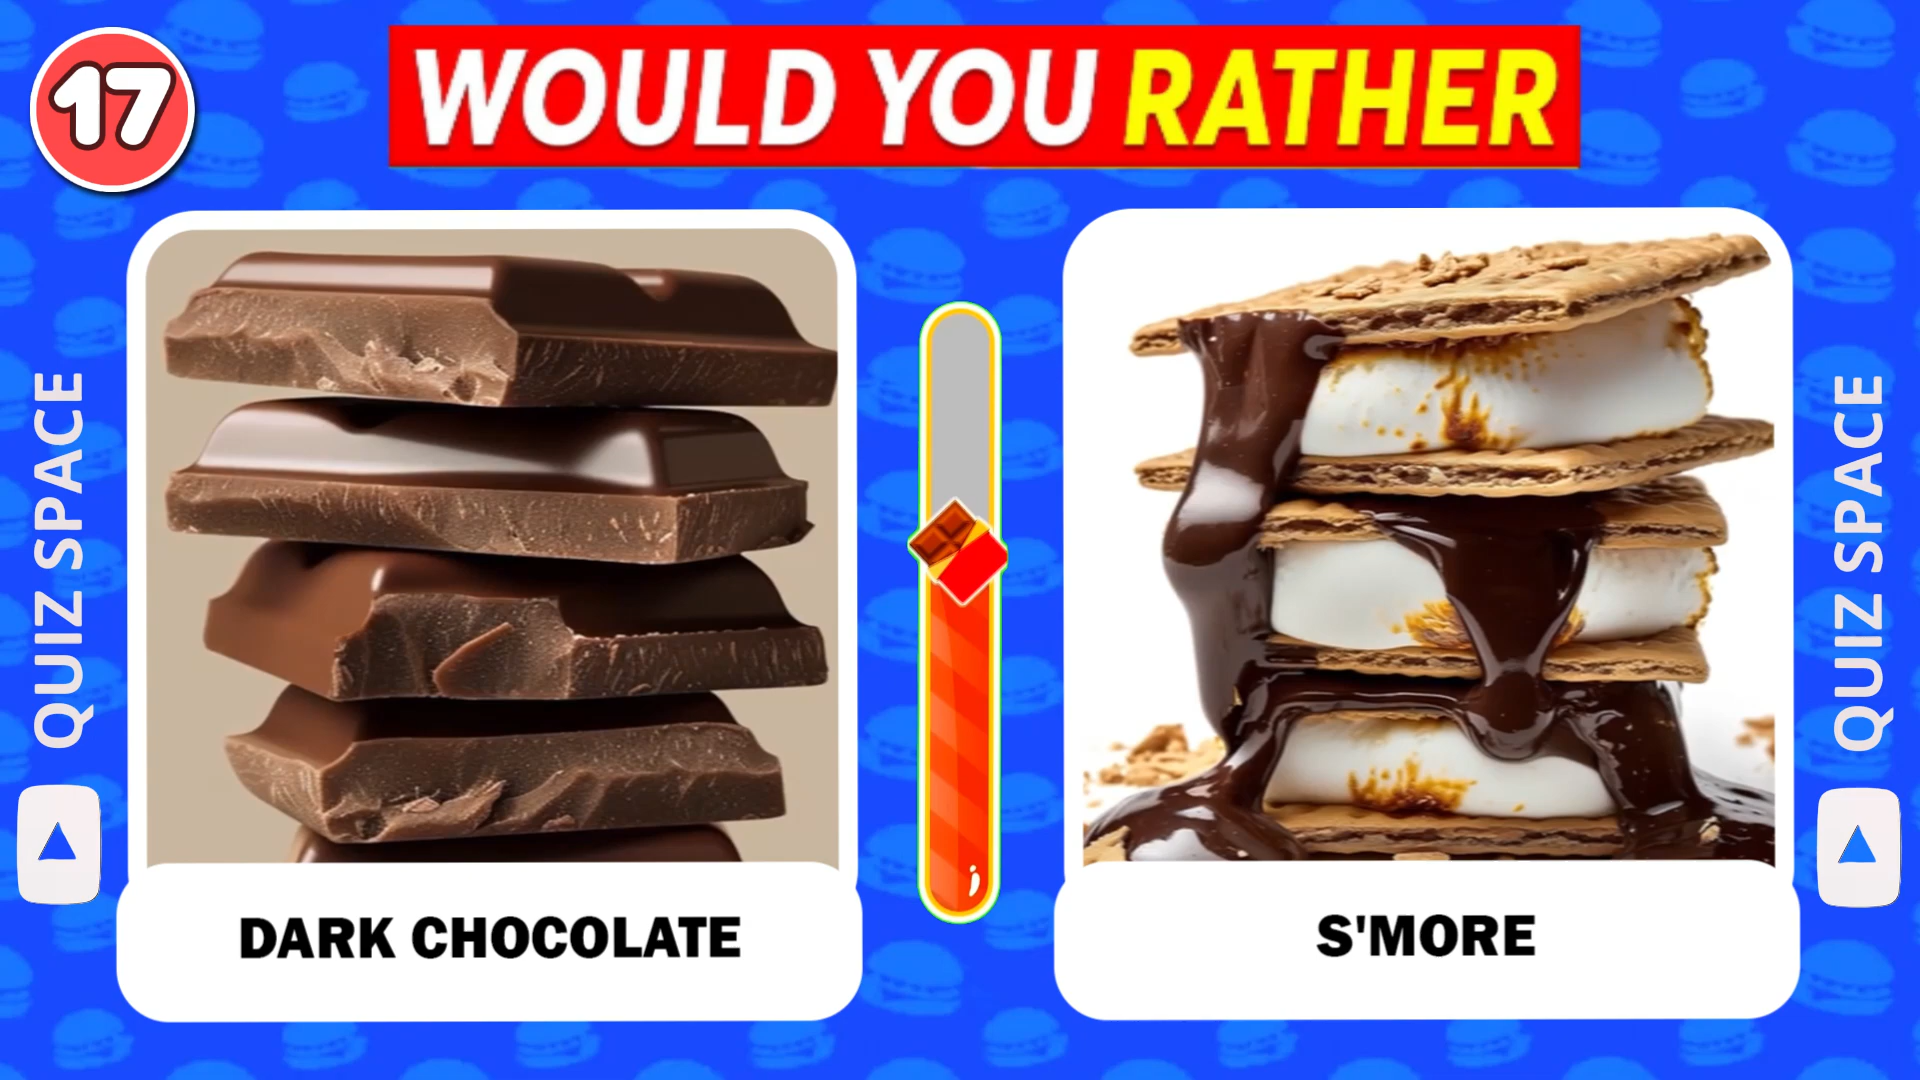 17
WOULD YOU RATHER
QUIZ SPACE
QUIZ SPACE
DARK CHOCOLATE
S'MORE